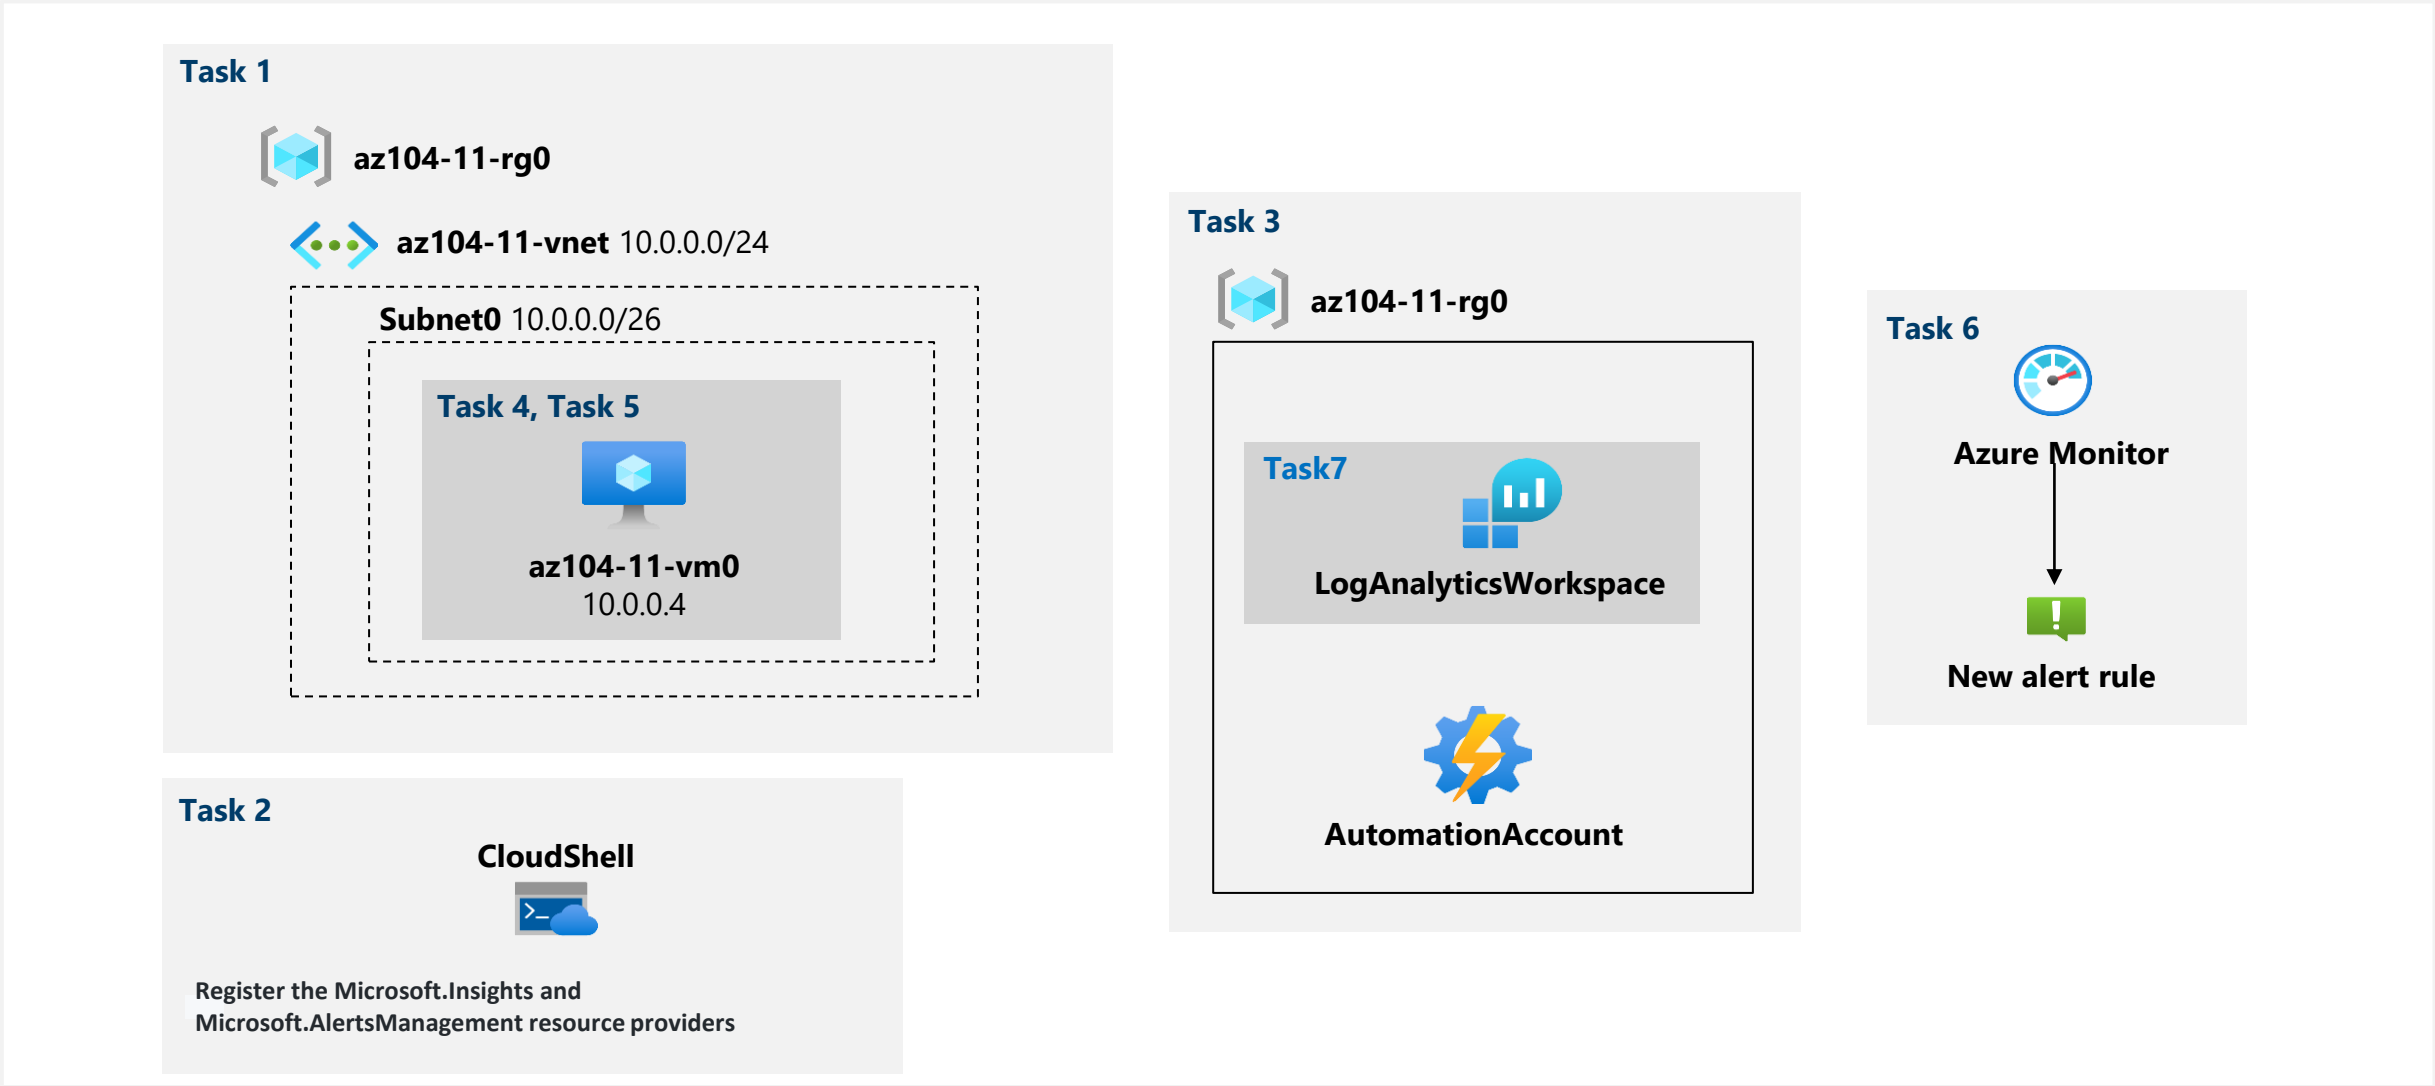 Task 1
az104-11-rg0
az104-11-vnet 10.0.0.0/24
Subnet0 10.0.0.0/26
Task 4, Task 5
az104-11-vm0
10.0.0.4
Task 2
CloudShell
>_
Register the Microsoft.Insights and
Microsoft.AlertsManagement resource providers
Task 3
az104-11-rg0
Task7
LogAnalyticsWorkspace
AutomationAccount
Task 6
Azure Monitor
!
New alert rule